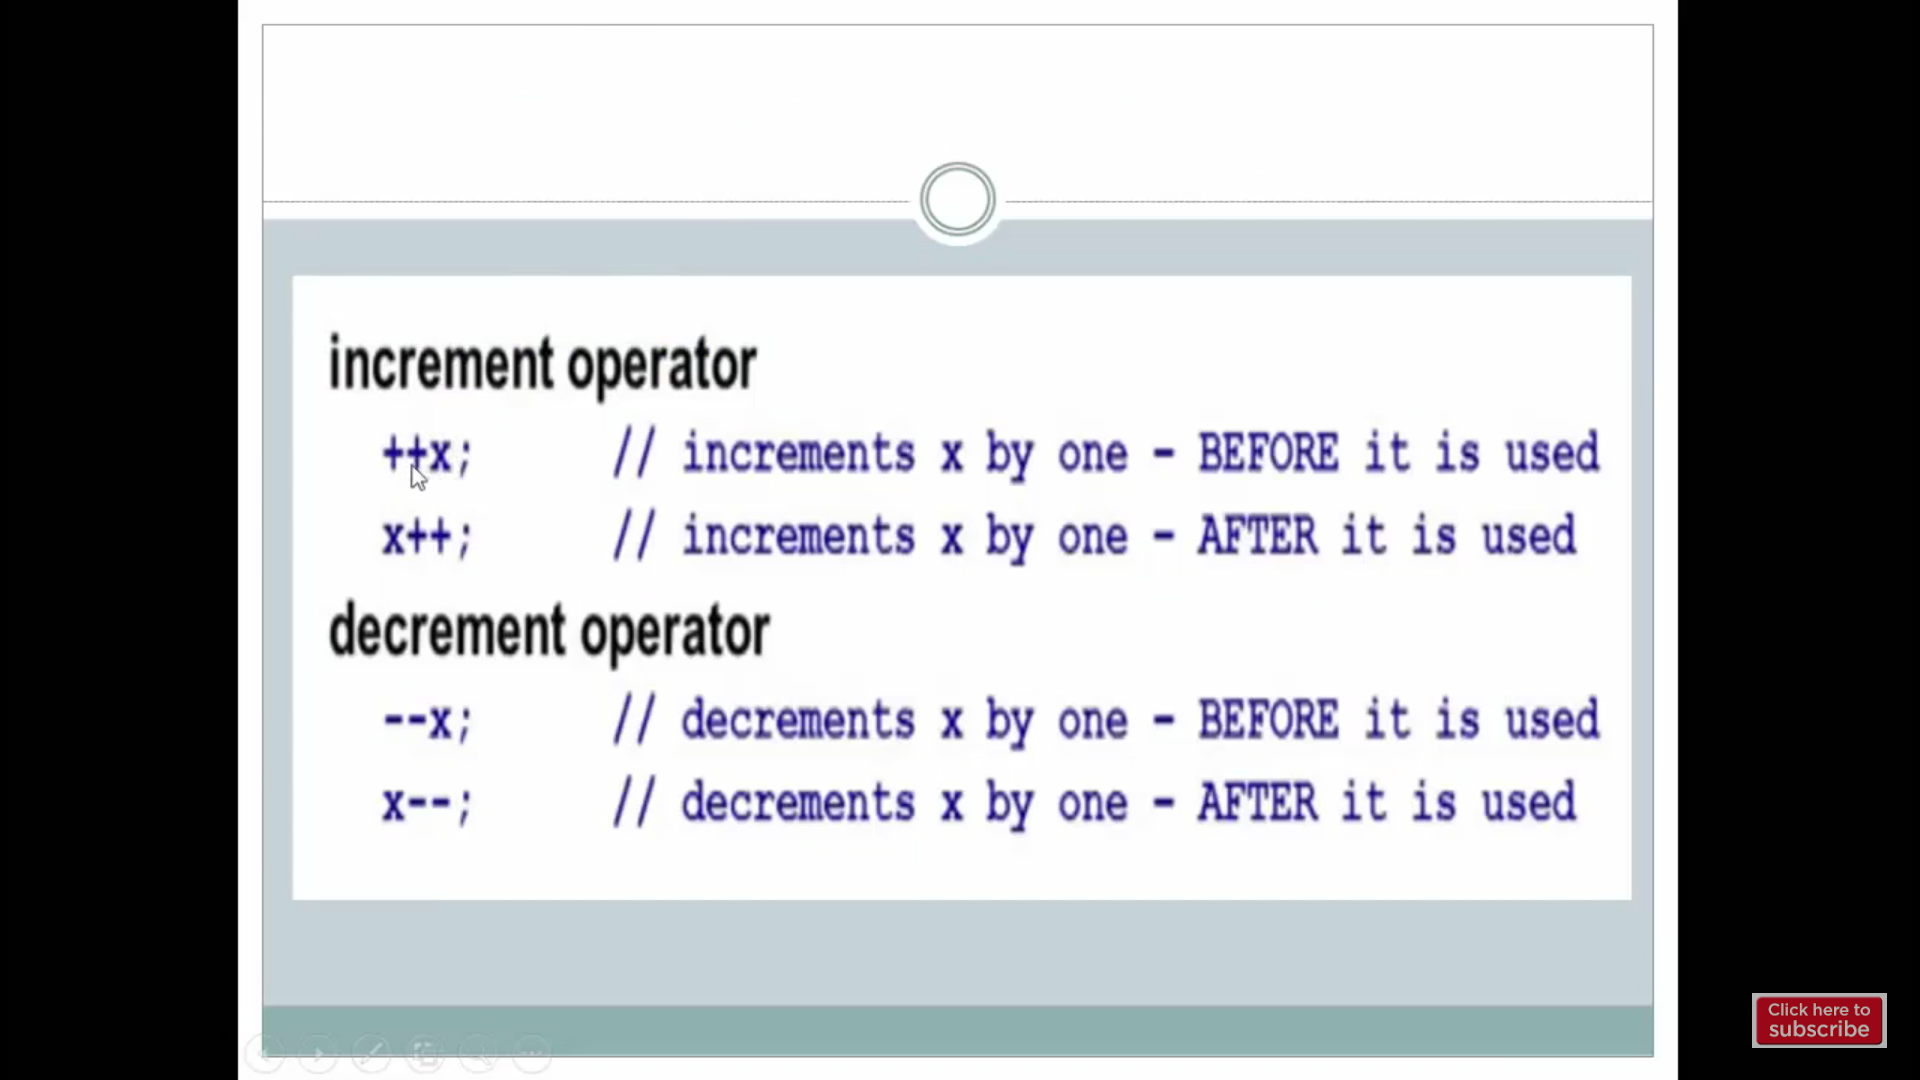 increment operator
++x; // increments x by one - BEFORE it is used
x++; // increments x by one - AFTER it is used
decrement operator
--x; // decrements x by one - BEFORE it is used
x--; // decrements x by one - AFTER it is used
Click here to
subscribe